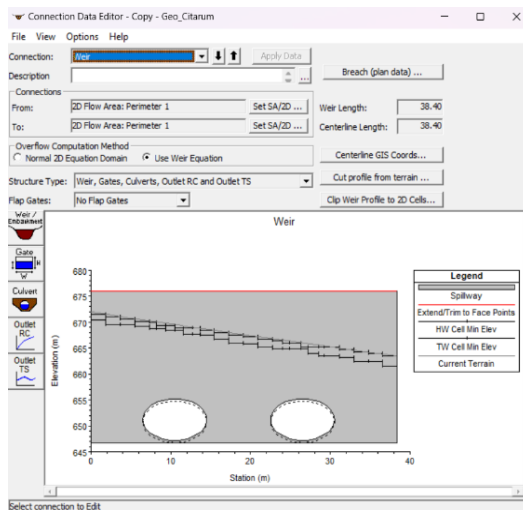 Connection Data Editor - Copy - Geo_Citarum
File View Options Help
Connection: Weir Apply Data
Description ... Breach (plan data) ...
Connections
From: 2D Flow Area: Perimeter 1 Set SA/2D ... Weir Length: 38.40
To: 2D Flow Area: Perimeter 1 Set SA/2D ... Centerline Length: 38.40
Overflow Computation Method
Normal 2D Equation Domain Use Weir Equation Centerline GIS Coords...
Structure Type: Weir, Gates, Culverts, Outlet RC and Outlet TS Cut profile from terrain ...
Flap Gates: No Flap Gates Clip Weir Profile to 2D Cells...
Weir /
Embankment
Gate
H
W
Culvert
Outlet
RC
Outlet
TS
Weir
680
675
670
665
660
655
650
645
Elevation (m)
0 10 20 30 40
Station (m)
Legend
Spillway
Extend/Trim to Face Points
HW Cell Min Elev
TW Cell Min Elev
Current Terrain
Select connection to Edit